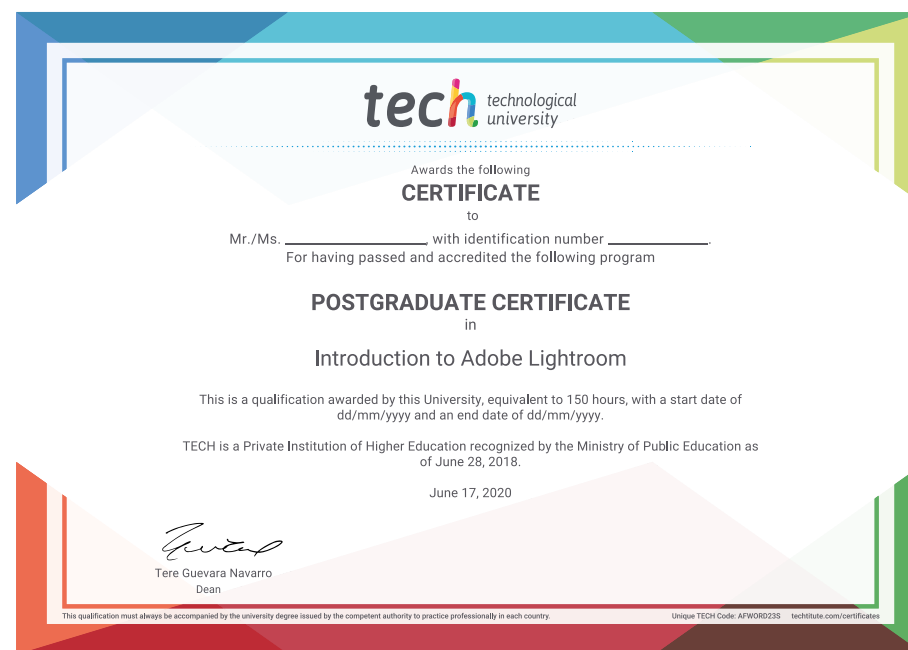 tech technological
university
Awards the following
CERTIFICATE
to
Mr./Ms. ____________________, with identification number ______________.
For having passed and accredited the following program
POSTGRADUATE CERTIFICATE
in
Introduction to Adobe Lightroom
This is a qualification awarded by this University, equivalent to 150 hours, with a start date of
dd/mm/yyyy and an end date of dd/mm/yyyy.
TECH is a Private Institution of Higher Education recognized by the Ministry of Public Education as
of June 28, 2018.
June 17, 2020
Tere Guevara Navarro
Dean
This qualification must always be accompanied by the university degree issued by the competent authority to practice professionally in each country. Unique TECH Code: AFWORD23S techtitute.com/certificates